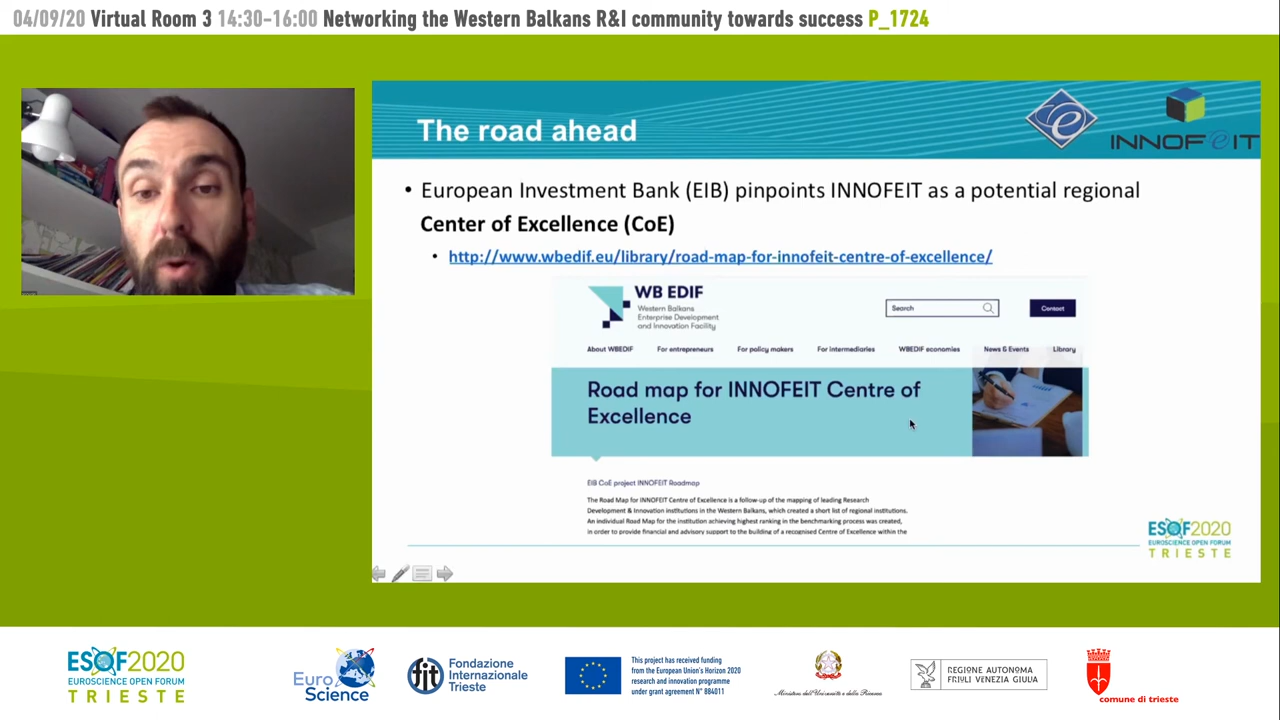 04/09/20 Virtual Room 3 14:30-16:00 Networking the Western Balkans R&I community towards success P_1724
The road ahead
e
INNOFeIT
• European Investment Bank (EIB) pinpoints INNOFEIT as a potential regional
Center of Excellence (CoE)
• http://www.wbedif.eu/library/road-map-for-innofeit-centre-of-excellence/
WB EDIF
Western Balkans
Enterprise Development
and Innovation Facility
Search
Contact
About WBEDIF For entrepreneurs For policy makers For intermediaries WBEDIF economies News & Events Library
Road map for INNOFEIT Centre of
Excellence
EIB CoE project INNOFEIT Roadmap
The Road Map for INNOFEIT Centre of Excellence is a follow-up of the mapping of leading Research
Development & Innovation institutions in the Western Balkans, which created a short list of regional institutions.
An individual Road Map for the institution achieving highest ranking in the benchmarking process was created,
in order to provide financial and advisory support to the building of a recognised Centre of Excellence within the
ESOF2020
EUROSCIENCE OPEN FORUM
TRIESTE
ESOF2020
EUROSCIENCE OPEN FORUM
TRIESTE
Euro
Science
fit
Fondazione
Internazionale
Trieste
This project has received funding
from the European Union's Horizon 2020
research and innovation programme
under grant agreement N° 884011
Ministero dell'Università e della Ricerca
REGIONE AUTONOMA
FRIULI VENEZIA GIULIA
comune di trieste